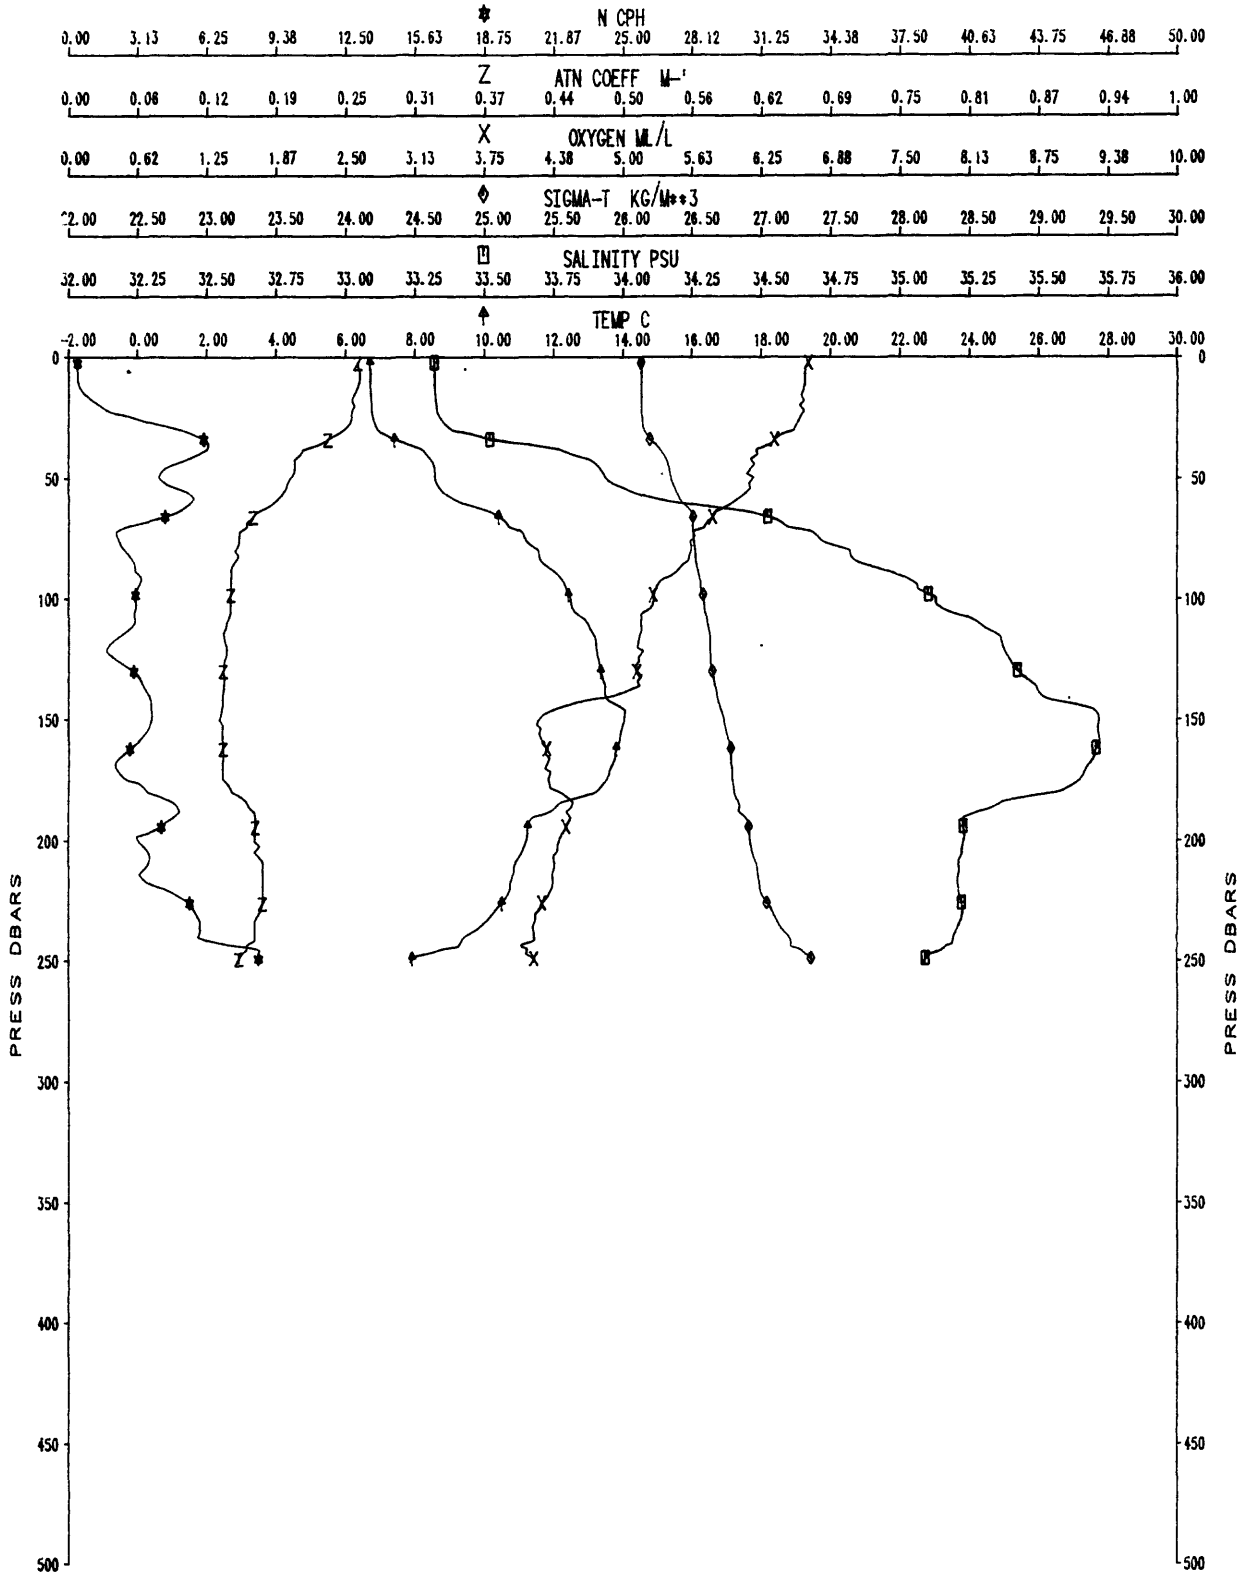 N CPH
0.00 3.13 6.25 9.38 12.50 15.63 18.75 21.87 25.00 28.12 31.25 34.38 37.50 40.63 43.75 46.88 50.00
Z
ATN COEFF M-'
0.00 0.06 0.12 0.19 0.25 0.31 0.37 0.44 0.50 0.56 0.62 0.69 0.75 0.81 0.87 0.94 1.00
X
OXYGEN ML/L
0.00 0.62 1.25 1.87 2.50 3.13 3.75 4.38 5.00 5.63 6.25 6.88 7.50 8.13 8.75 9.38 10.00
SIGMA-T KG/M**3
22.00 22.50 23.00 23.50 24.00 24.50 25.00 25.50 26.00 26.50 27.00 27.50 28.00 28.50 29.00 29.50 30.00
SALINITY PSU
32.00 32.25 32.50 32.75 33.00 33.25 33.50 33.75 34.00 34.25 34.50 34.75 35.00 35.25 35.50 35.75 36.00
TEMP C
-2.00 0.00 2.00 4.00 6.00 8.00 10.00 12.00 14.00 16.00 18.00 20.00 22.00 24.00 26.00 28.00 30.00
0 0
50 50
100 100
150 150
200 200
250 250
300 300
350 350
400 400
450 450
500 500
PRESS DBARS
PRESS DBARS